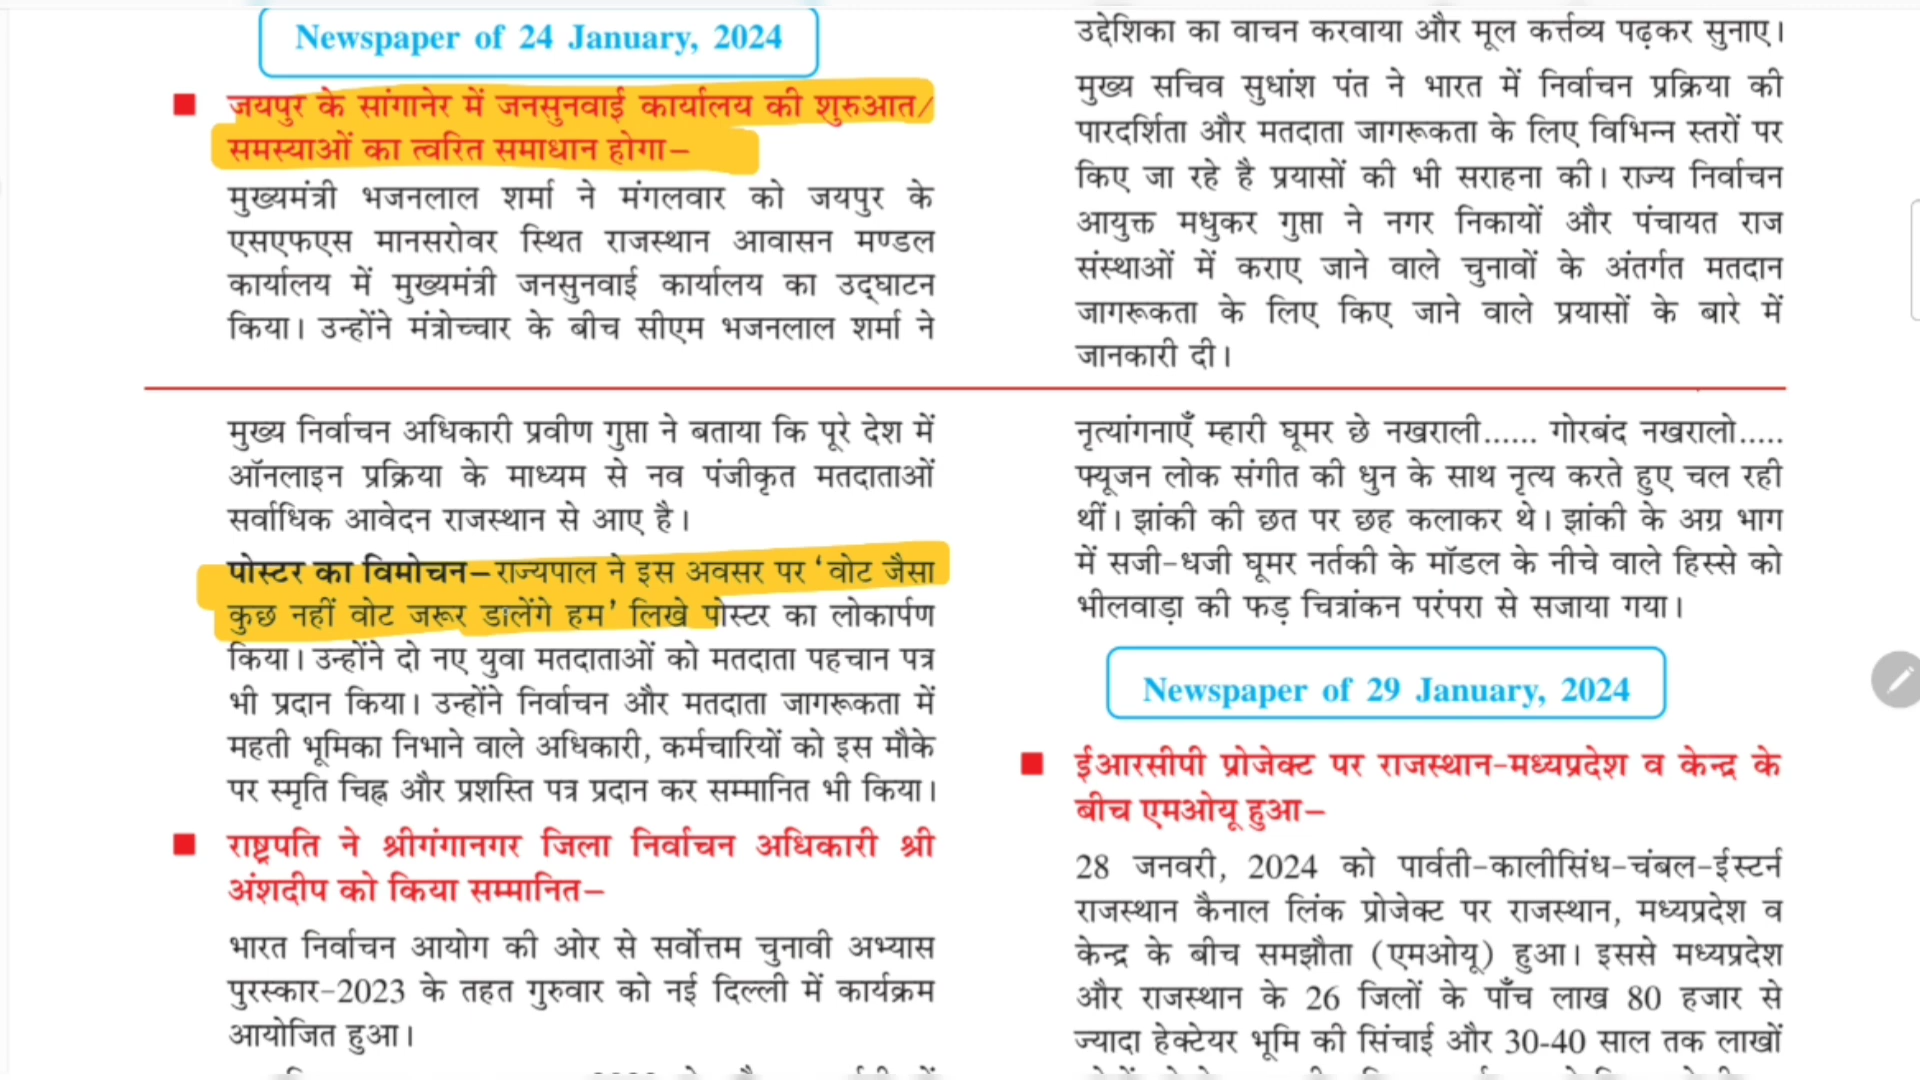 Newspaper of 24 January, 2024
जयपुर के सांगानेर में जनसुनवाई कार्यालय की शुरुआत/
समस्याओं का त्वरित समाधान होगा–
मुख्यमंत्री भजनलाल शर्मा ने मंगलवार को जयपुर के
एसएफएस मानसरोवर स्थित राजस्थान आवासन मण्डल
कार्यालय में मुख्यमंत्री जनसुनवाई कार्यालय का उद्घाटन
किया। उन्होंने मंत्रोच्चार के बीच सीएम भजनलाल शर्मा ने
उद्देशिका का वाचन करवाया और मूल कर्त्तव्य पढ़कर सुनाए।
मुख्य सचिव सुधांश पंत ने भारत में निर्वाचन प्रक्रिया की
पारदर्शिता और मतदाता जागरूकता के लिए विभिन्न स्तरों पर
किए जा रहे है प्रयासों की भी सराहना की। राज्य निर्वाचन
आयुक्त मधुकर गुप्ता ने नगर निकायों और पंचायत राज
संस्थाओं में कराए जाने वाले चुनावों के अंतर्गत मतदान
जागरूकता के लिए किए जाने वाले प्रयासों के बारे में
जानकारी दी।
मुख्य निर्वाचन अधिकारी प्रवीण गुप्ता ने बताया कि पूरे देश में
ऑनलाइन प्रक्रिया के माध्यम से नव पंजीकृत मतदाताओं
सर्वाधिक आवेदन राजस्थान से आए है।
पोस्टर का विमोचन–राज्यपाल ने इस अवसर पर ‘वोट जैसा
कुछ नहीं वोट जरूर डालेंगे हम’ लिखे पोस्टर का लोकार्पण
किया। उन्होंने दो नए युवा मतदाताओं को मतदाता पहचान पत्र
भी प्रदान किया। उन्होंने निर्वाचन और मतदाता जागरूकता में
महती भूमिका निभाने वाले अधिकारी, कर्मचारियों को इस मौके
पर स्मृति चिह्न और प्रशस्ति पत्र प्रदान कर सम्मानित भी किया।
राष्ट्रपति ने श्रीगंगानगर जिला निर्वाचन अधिकारी श्री
अंशदीप को किया सम्मानित–
भारत निर्वाचन आयोग की ओर से सर्वोत्तम चुनावी अभ्यास
पुरस्कार-2023 के तहत गुरुवार को नई दिल्ली में कार्यक्रम
आयोजित हुआ।
नृत्यांगनाएँ म्हारी घूमर छे नखराली...... गोरबंद नखरालो.....
फ्यूजन लोक संगीत की धुन के साथ नृत्य करते हुए चल रही
थीं। झांकी की छत पर छह कलाकर थे। झांकी के अग्र भाग
में सजी-धजी घूमर नर्तकी के मॉडल के नीचे वाले हिस्से को
भीलवाड़ा की फड़ चित्रांकन परंपरा से सजाया गया।
Newspaper of 29 January, 2024
ईआरसीपी प्रोजेक्ट पर राजस्थान-मध्यप्रदेश व केन्द्र के
बीच एमओयू हुआ–
28 जनवरी, 2024 को पार्वती-कालीसिंध-चंबल-ईस्टर्न
राजस्थान कैनाल लिंक प्रोजेक्ट पर राजस्थान, मध्यप्रदेश व
केन्द्र के बीच समझौता (एमओयू) हुआ। इससे मध्यप्रदेश
और राजस्थान के 26 जिलों के पाँच लाख 80 हजार से
ज्यादा हेक्टेयर भूमि की सिंचाई और 30-40 साल तक लाखों